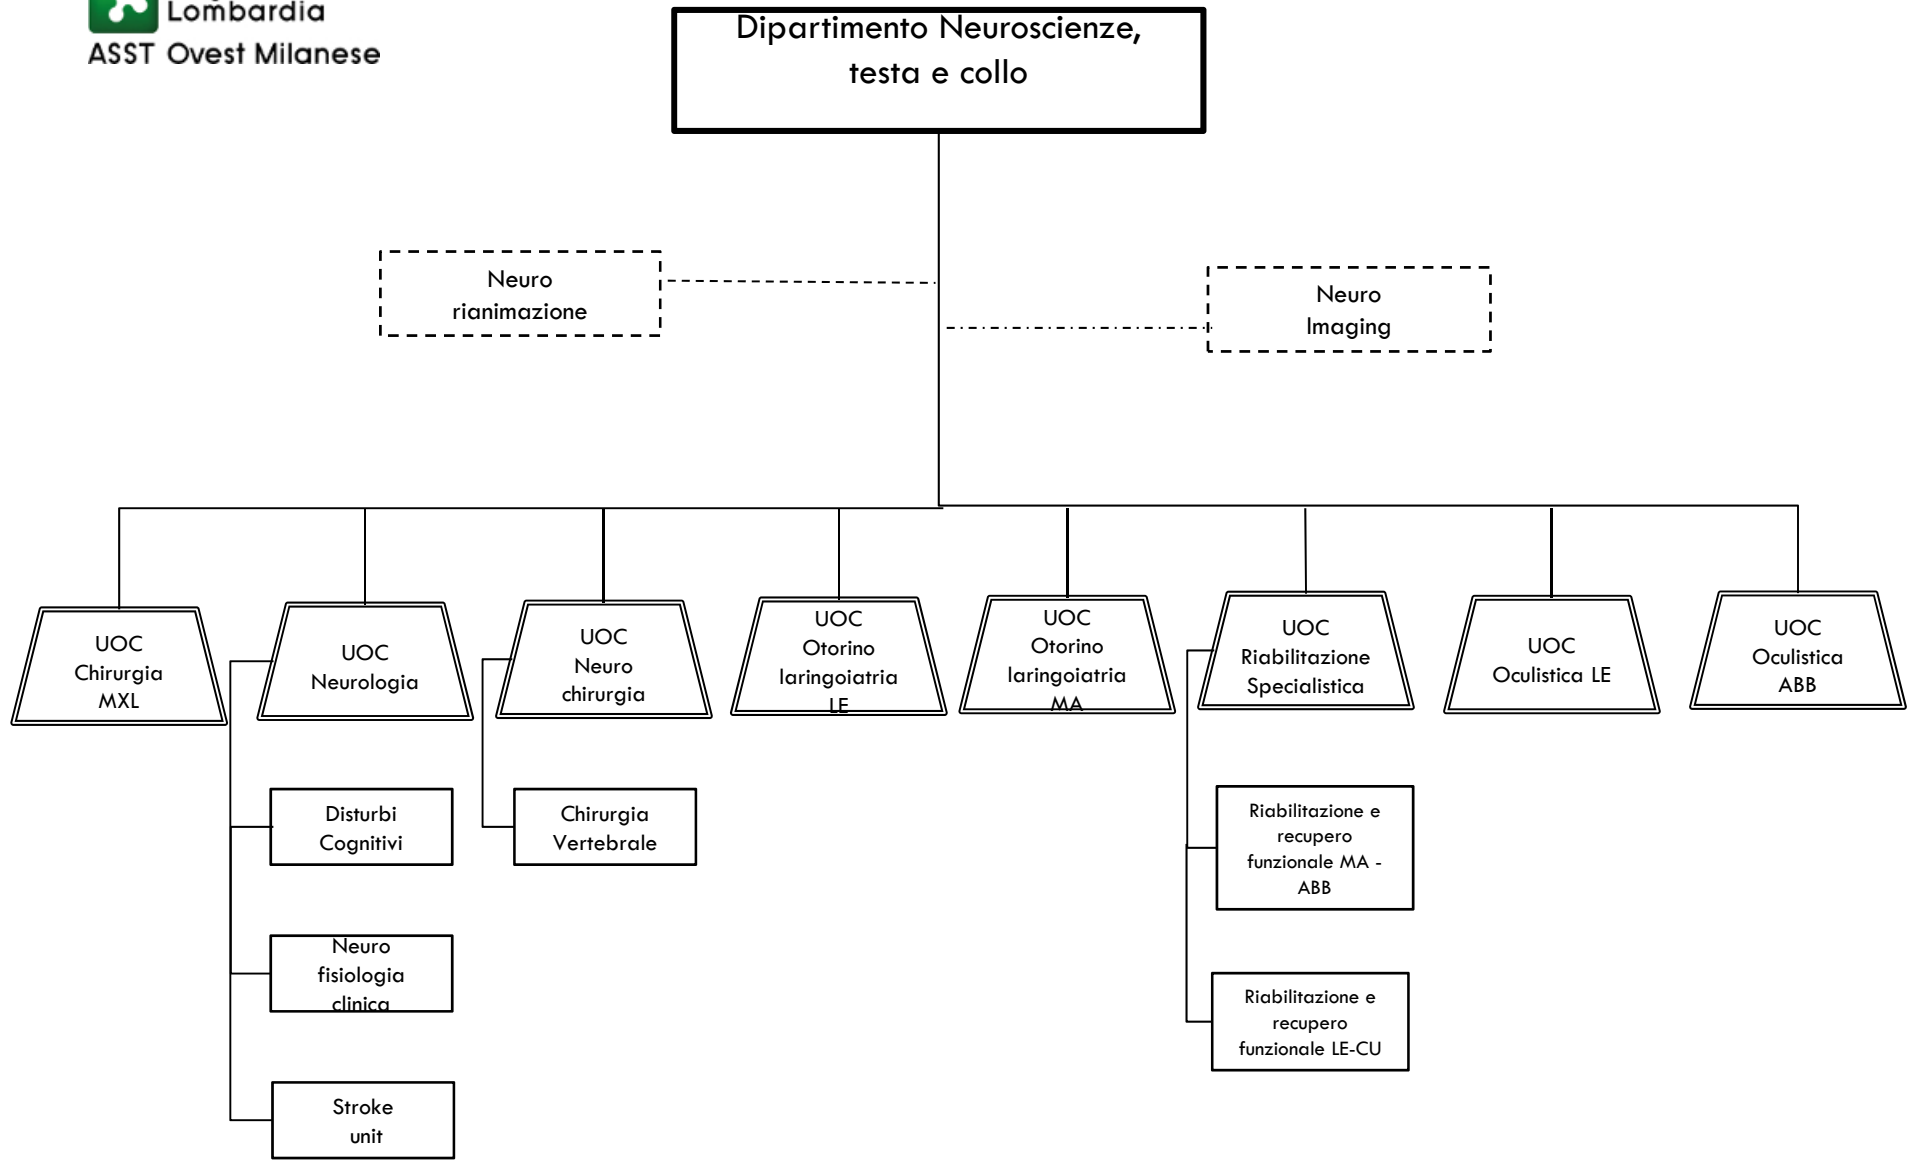 Lombardia
ASST Ovest Milanese
Dipartimento Neuroscienze,
testa e collo
Neuro
rianimazione
Neuro
Imaging
UOC
Chirurgia
MXL
UOC
Neurologia
UOC
Neuro
chirurgia
UOC
Otorino
laringoiatria
LE
UOC
Otorino
laringoiatria
MA
UOC
Riabilitazione
Specialistica
UOC
Oculistica LE
UOC
Oculistica
ABB
Disturbi
Cognitivi
Neuro
fisiologia
clinica
Stroke
unit
Chirurgia
Vertebrale
Riabilitazione e
recupero
funzionale MA -
ABB
Riabilitazione e
recupero
funzionale LE-CU